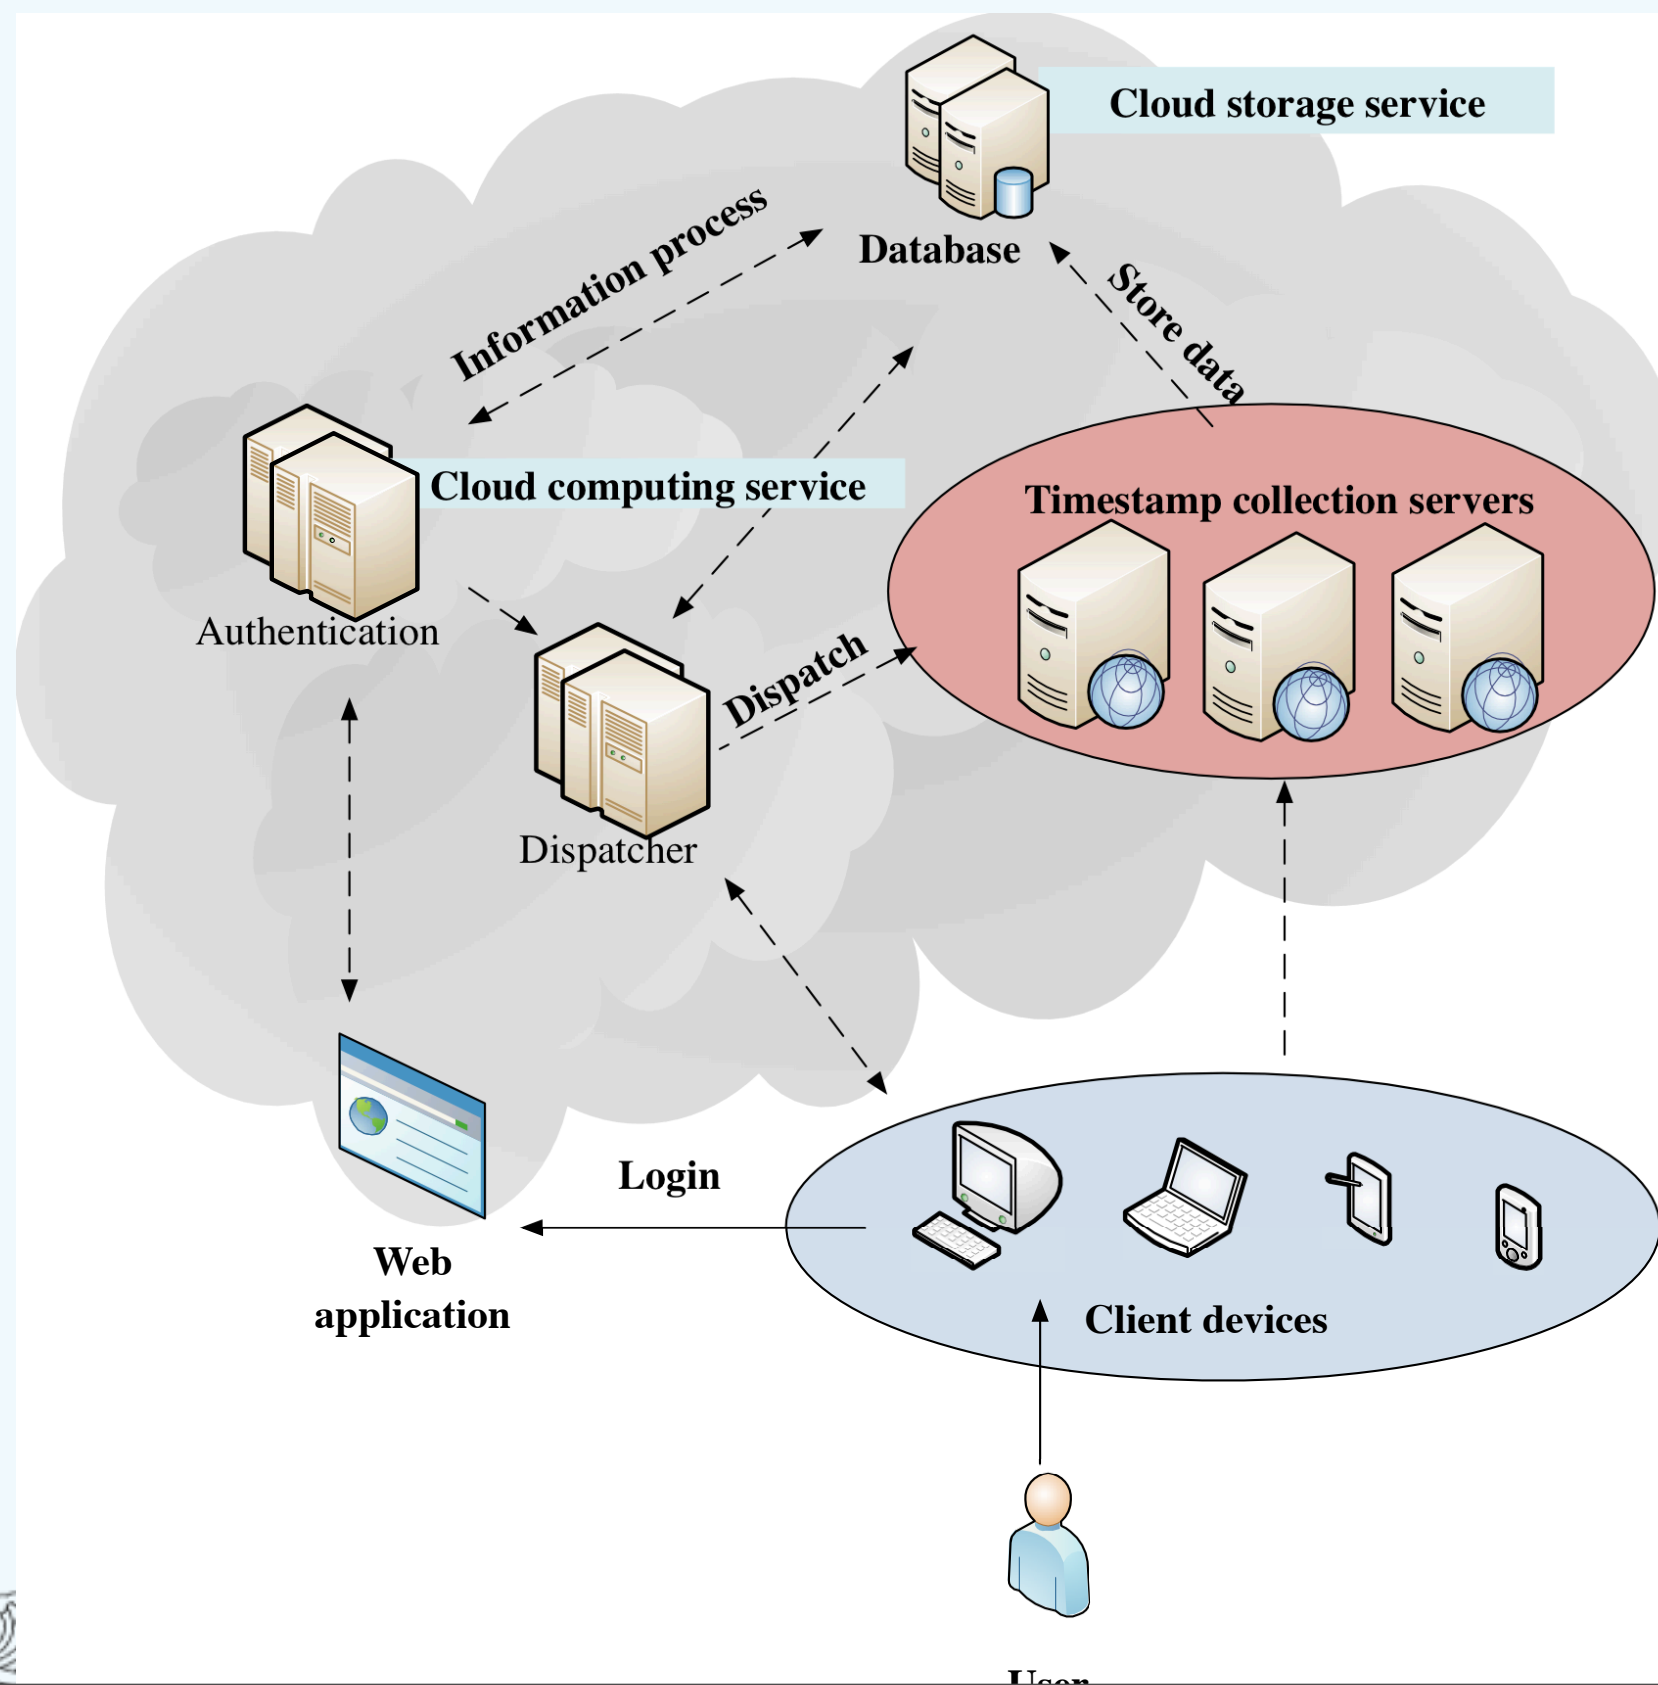 Cloud storage service
Database
Information process
Store data
Cloud computing service
Timestamp collection servers
Authentication
Dispatch
Dispatcher
Login
Web
application
Client devices
User